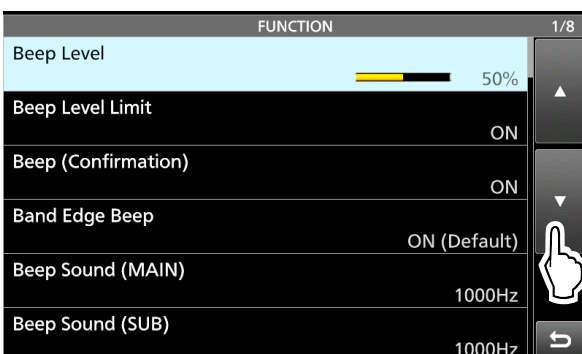 FUNCTION 1/8
Beep Level
50%
Beep Level Limit
ON
Beep (Confirmation)
ON
Band Edge Beep
ON (Default)
Beep Sound (MAIN)
1000Hz
Beep Sound (SUB)
1000Hz